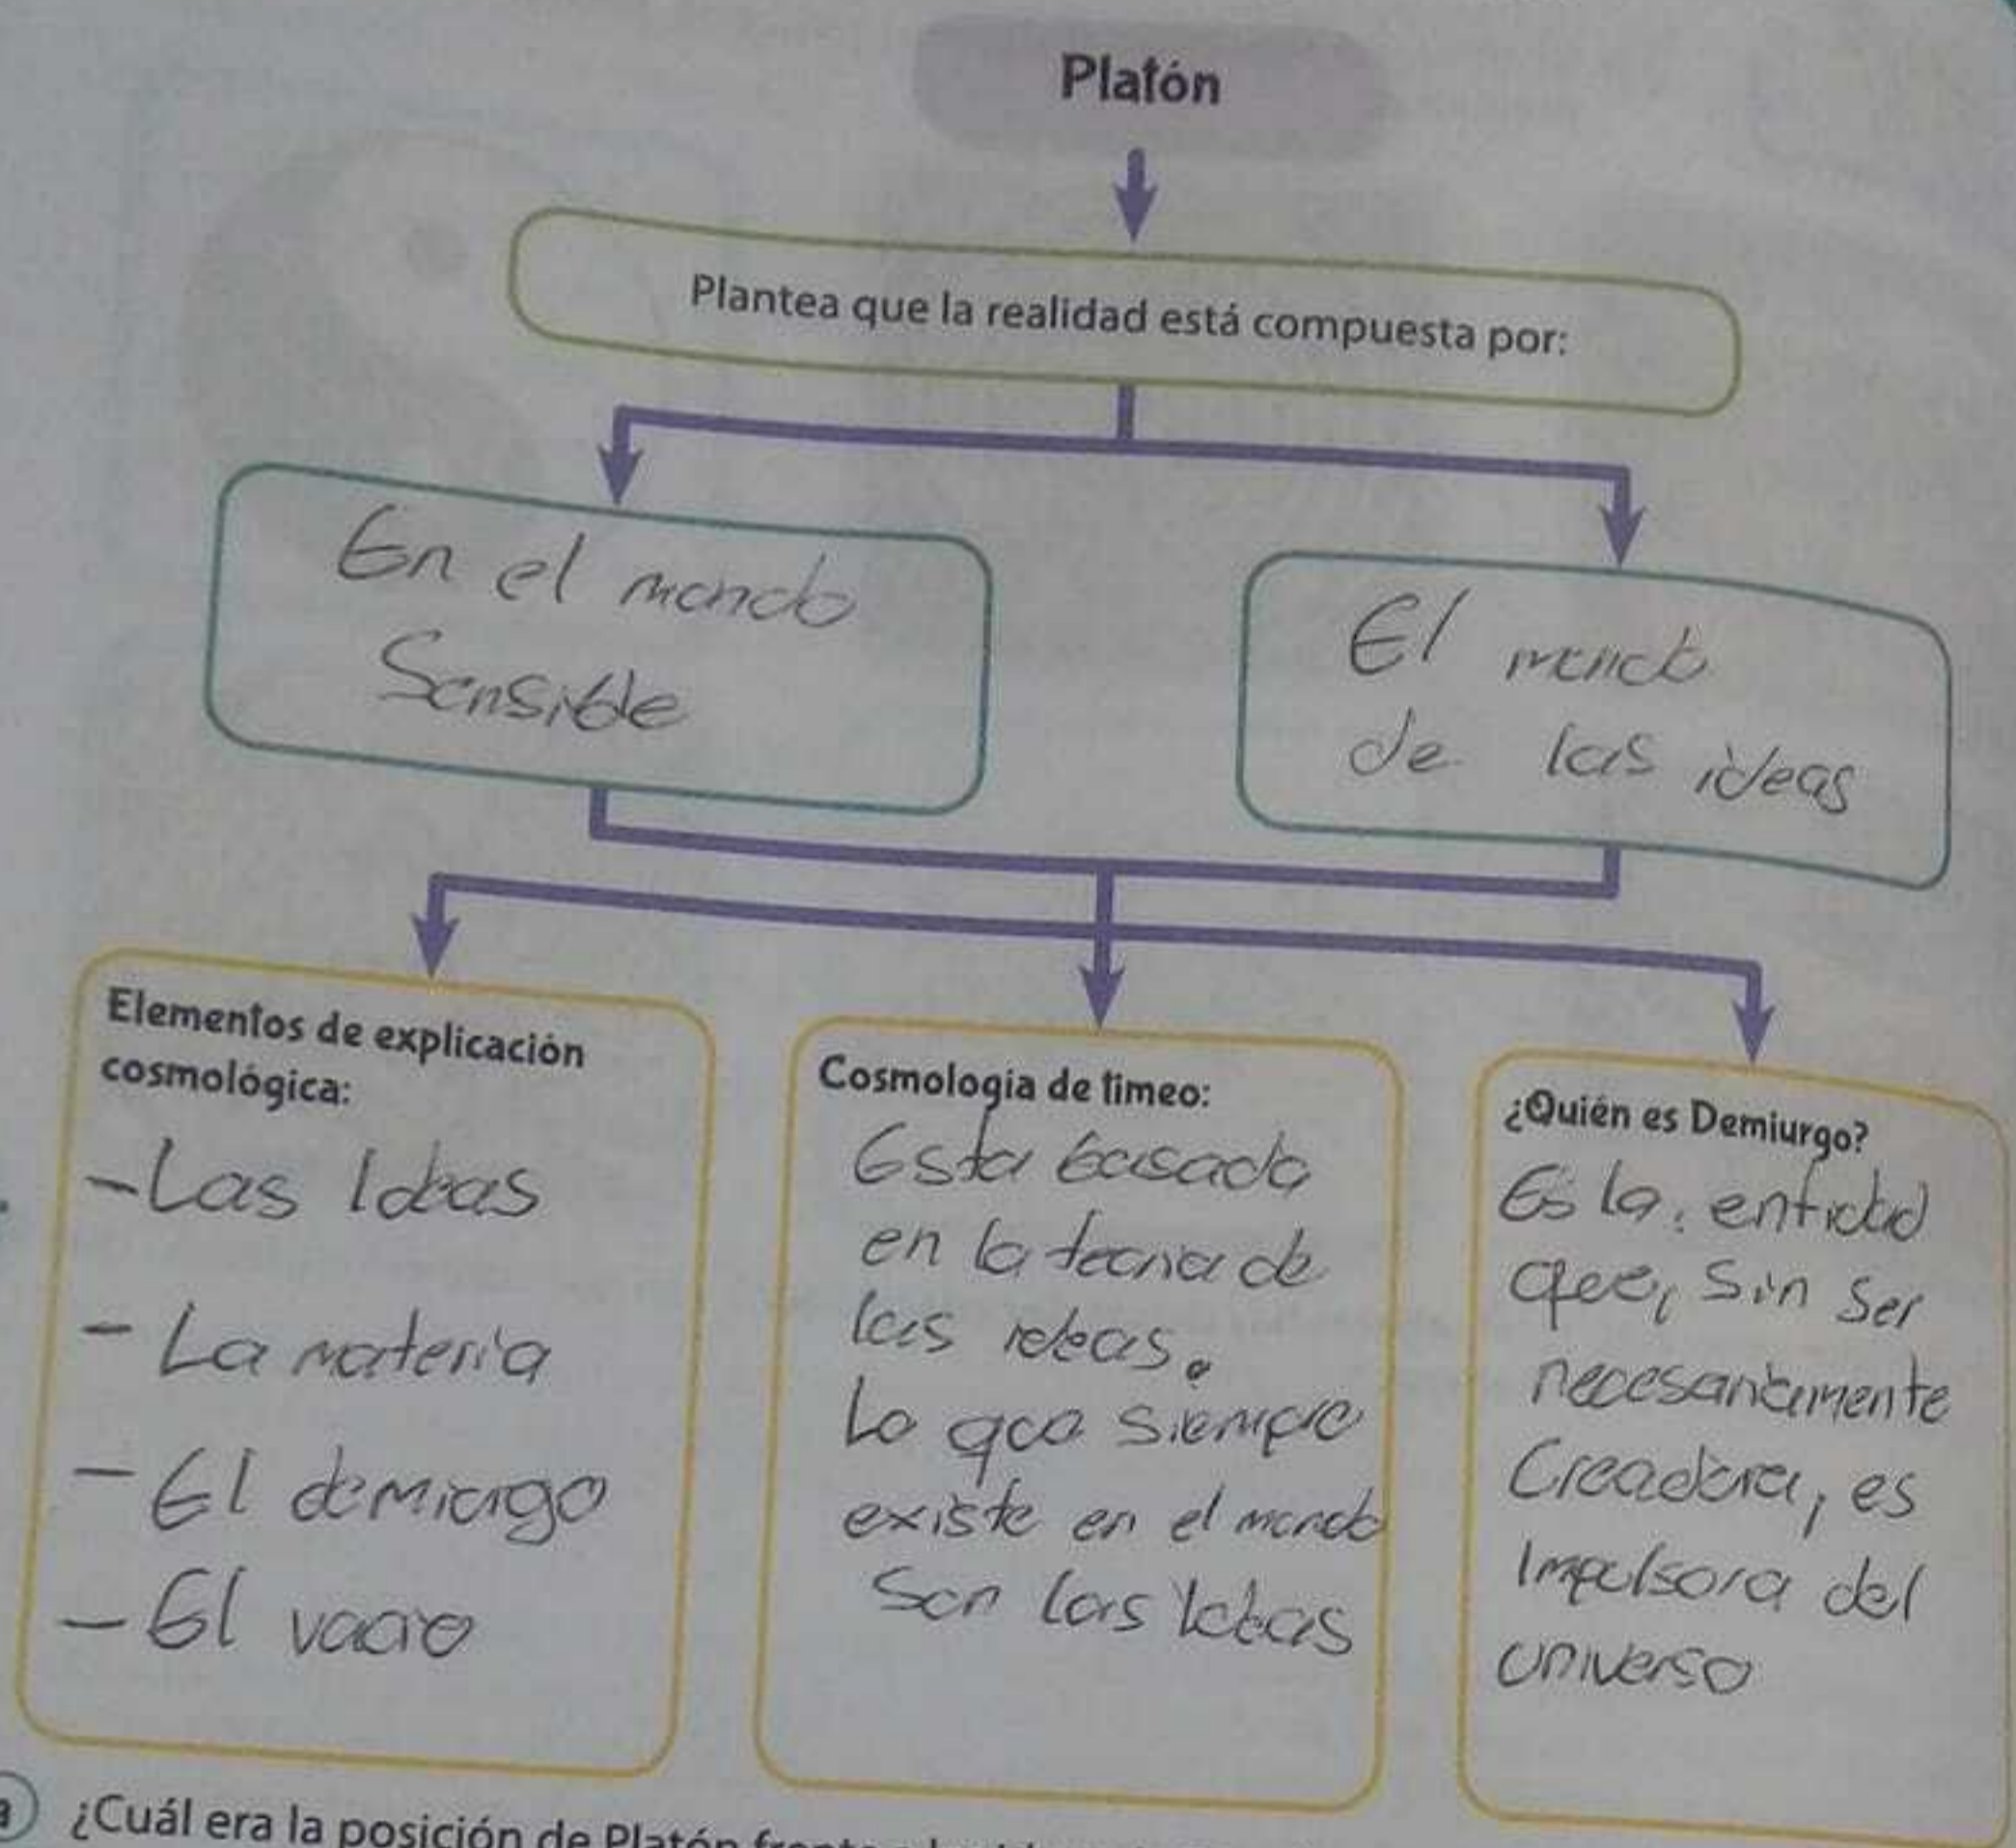 Platón
Plantea que la realidad está compuesta por:
En el mundo
Sensible
El mundo
de las ideas
Elementos de explicación
cosmológica:
- Las Ideas
- La materia
- El demiurgo
- El vacio
Cosmología de timeo:
Esta basada
en la teoria de
las ideas.
Lo que siempre
existe en el mundo
Son las Ideas
¿Quién es Demiurgo?
Es la. entidad
que, Sin ser
necesariamente
Creadora, es
Impulsora del
universo
a ¿Cuál era la posición de Platón